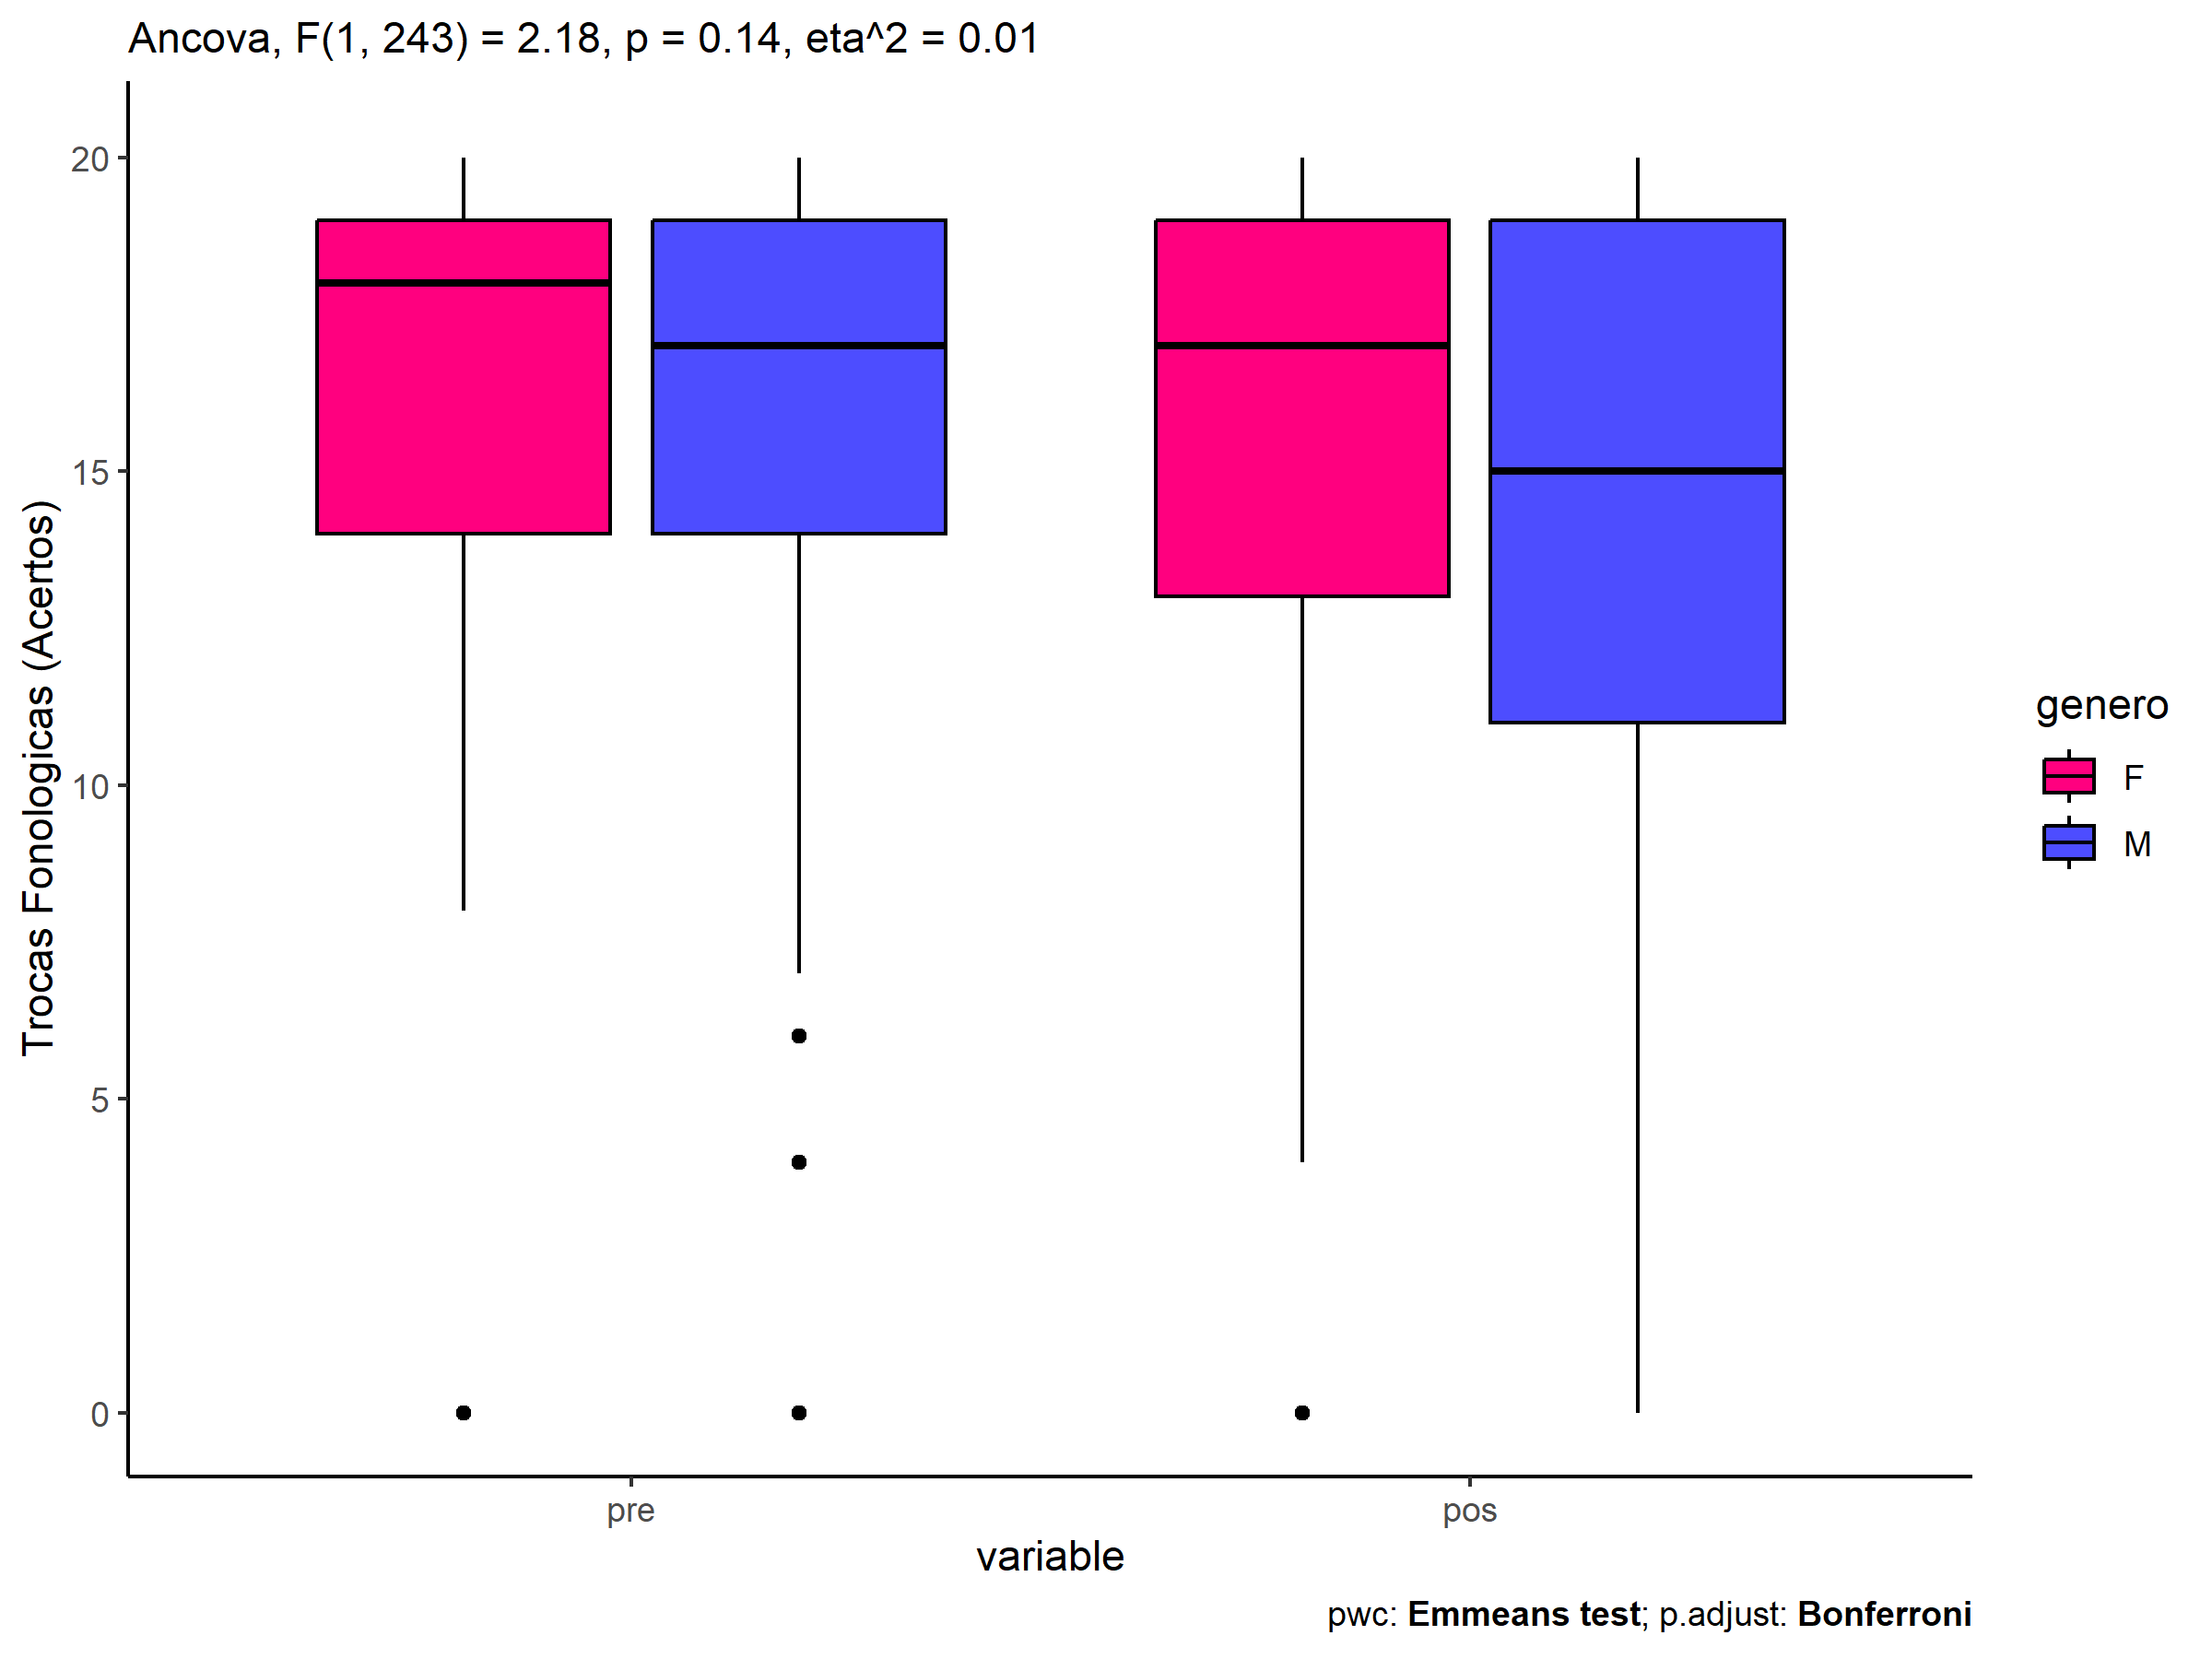 Ancova, F(1, 243) = 2.18, p = 0.14, eta^2 = 0.01
Trocas Fonologicas (Acertos)
20
15
10
5
0
pre
pos
variable
genero
F
M
pwc: Emmeans test; p.adjust: Bonferroni